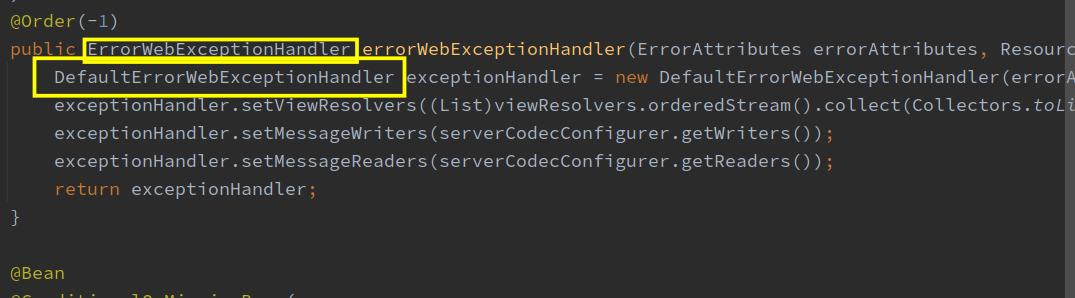 @Order(-1)
public ErrorWebExceptionHandler errorWebExceptionHandler(ErrorAttributes errorAttributes, Resourc
DefaultErrorWebExceptionHandler exceptionHandler = new DefaultErrorWebExceptionHandler(errorA
exceptionHandler.setViewResolvers((List)viewResolvers.orderedStream().collect(Collectors.toLi
exceptionHandler.setMessageWriters(serverCodecConfigurer.getWriters());
exceptionHandler.setMessageReaders(serverCodecConfigurer.getReaders());
return exceptionHandler;
}
@Bean